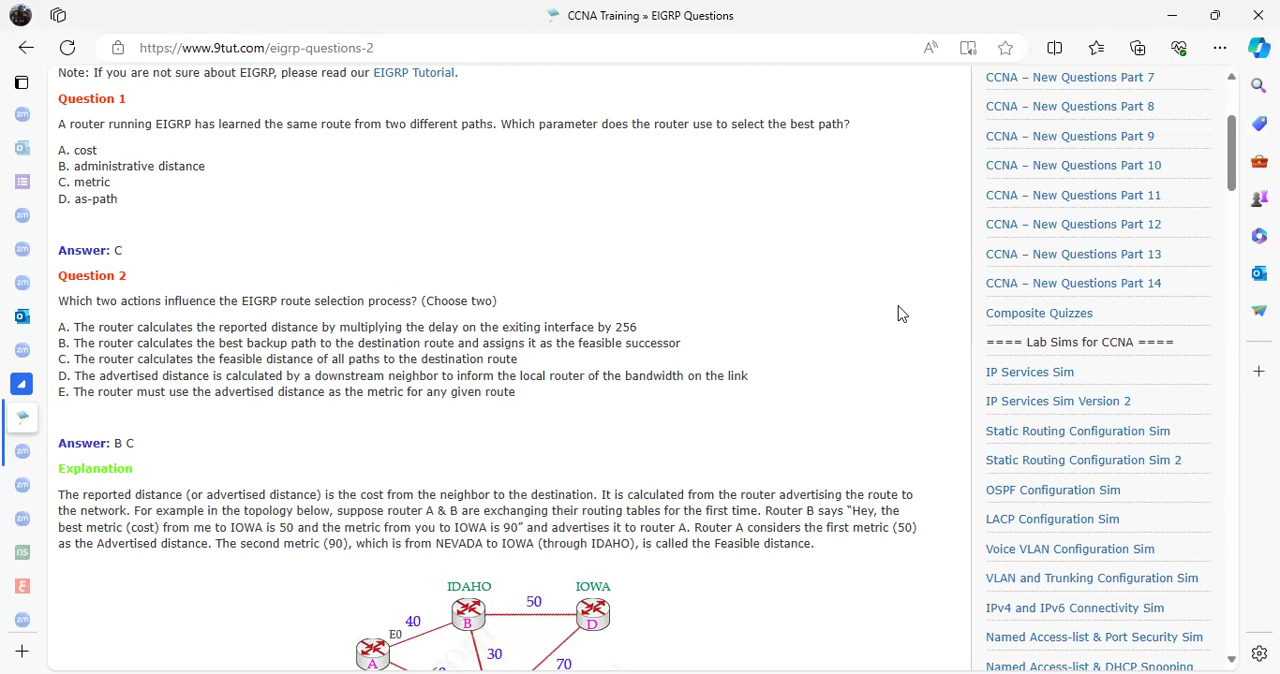 CCNA Training » EIGRP Questions
https://www.9tut.com/eigrp-questions-2
Note: If you are not sure about EIGRP, please read our EIGRP Tutorial.
Question 1
A router running EIGRP has learned the same route from two different paths. Which parameter does the router use to select the best path?
A. cost
B. administrative distance
C. metric
D. as-path
Answer: C
Question 2
Which two actions influence the EIGRP route selection process? (Choose two)
A. The router calculates the reported distance by multiplying the delay on the exiting interface by 256
B. The router calculates the best backup path to the destination route and assigns it as the feasible successor
C. The router calculates the feasible distance of all paths to the destination route
D. The advertised distance is calculated by a downstream neighbor to inform the local router of the bandwidth on the link
E. The router must use the advertised distance as the metric for any given route
Answer: B C
Explanation
The reported distance (or advertised distance) is the cost from the neighbor to the destination. It is calculated from the router advertising the route to
the network. For example in the topology below, suppose router A & B are exchanging their routing tables for the first time. Router B says “Hey, the
best metric (cost) from me to IOWA is 50 and the metric from you to IOWA is 90” and advertises it to router A. Router A considers the first metric (50)
as the Advertised distance. The second metric (90), which is from NEVADA to IOWA (through IDAHO), is called the Feasible distance.
IDAHO
IOWA
50
40
E0
B
D
30
A
70
CCNA – New Questions Part 7
CCNA – New Questions Part 8
CCNA – New Questions Part 9
CCNA – New Questions Part 10
CCNA – New Questions Part 11
CCNA – New Questions Part 12
CCNA – New Questions Part 13
CCNA – New Questions Part 14
Composite Quizzes
==== Lab Sims for CCNA ====
IP Services Sim
IP Services Sim Version 2
Static Routing Configuration Sim
Static Routing Configuration Sim 2
OSPF Configuration Sim
LACP Configuration Sim
Voice VLAN Configuration Sim
VLAN and Trunking Configuration Sim
IPv4 and IPv6 Connectivity Sim
Named Access-list & Port Security Sim
Named Access-list & DHCP Snooping